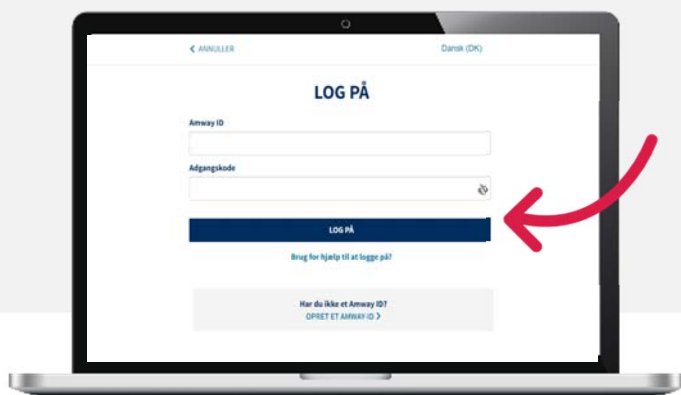 ANNULLER
Dansk (DK)
LOG PÅ
Amway ID
Adgangskode
LOG PÅ
Brug for hjælp til at logge på?
Har du ikke et Amway ID?
OPRET ET AMWAY ID